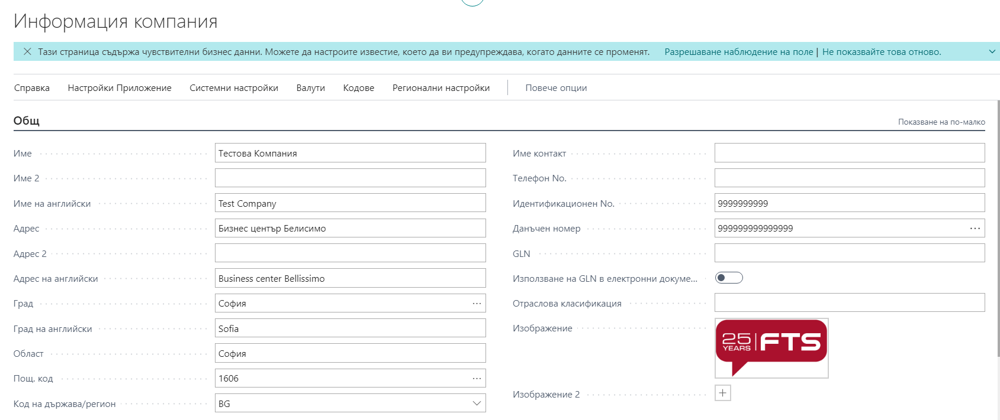 Информация компания
Тази страница съдържа чувствителни бизнес данни. Можете да настроите известие, което да ви предупреждава, когато данните се променят. Разрешаване наблюдение на поле | Не показвайте това отново.
Справка Настройки Приложение Системни настройки Валути Кодове Регионални настройки Повече опции
Общ
Показване на по-малко
Име Тестова Компания
Име 2
Име на английски Test Company
Адрес Бизнес център Белисимо
Адрес 2
Адрес на английски Business center Bellissimo
Град София
Град на английски Sofia
Област София
Пощ. код 1606
Код на държава/регион BG
Име контакт
Телефон No.
Идентификационен No. 9999999999
Данъчен номер 999999999999999
GLN
Използване на GLN в електронни докуме...
Отраслова класификация
Изображение
25 YEARS FTS
Изображение 2